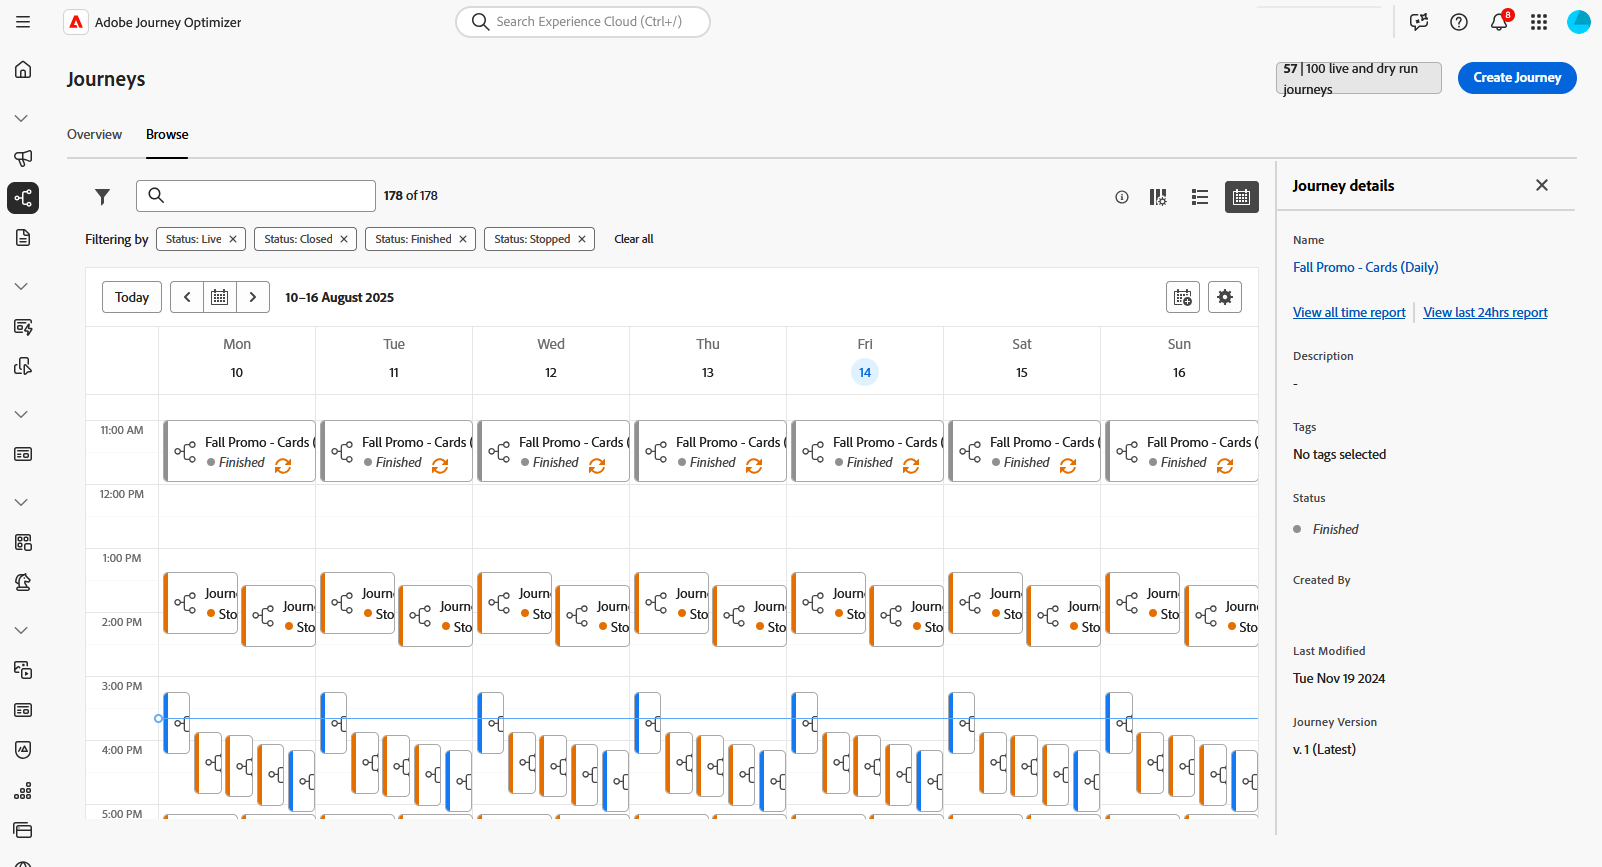 Adobe Journey Optimizer
Search Experience Cloud (Ctrl+/)
8
Journeys
57 | 100 live and dry run
journeys
Create Journey
Overview
Browse
178 of 178
Filtering by
Status: Live
Status: Closed
Status: Finished
Status: Stopped
Clear all
Today
10–16 August 2025
Mon Tue Wed Thu Fri Sat Sun
10 11 12 13 14 15 16
11:00 AM
Fall Promo - Cards ( Fall Promo - Cards ( Fall Promo - Cards ( Fall Promo - Cards ( Fall Promo - Cards ( Fall Promo - Cards ( Fall Promo - Cards (
Finished Finished Finished Finished Finished Finished Finished
12:00 PM
1:00 PM
Journ Journ Journ Journ Journ Journ Journ
Sto Sto Sto Sto Sto Sto Sto
Journ Journ Journ Journ Journ Journ Journ
2:00 PM
Sto Sto Sto Sto Sto Sto Sto
3:00 PM
4:00 PM
5:00 PM
Journey details
Name
Fall Promo - Cards (Daily)
View all time report
View last 24hrs report
Description
-
Tags
No tags selected
Status
Finished
Created By
Last Modified
Tue Nov 19 2024
Journey Version
v. 1 (Latest)